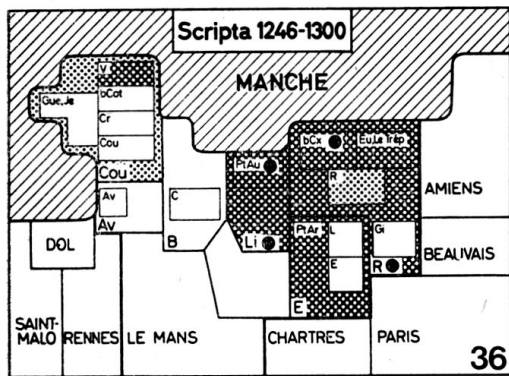 Scripta 1246-1300
MANCHE
V
bCot
Gue,Je
Cr
Cou
Cou
Av
Av
C
B
PtAu
Li
bCx
Eu,Le Trép
R
PtAr
L
E
E
Gi
R
AMIENS
BEAUVAIS
DOL
SAINT-
MALO
RENNES
LE MANS
CHARTRES
PARIS
36